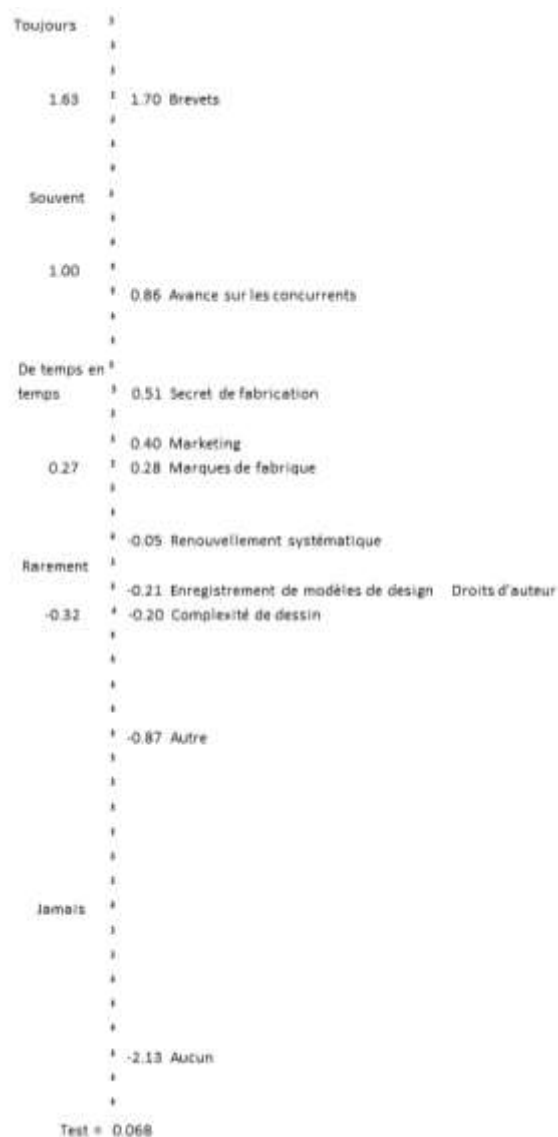 Toujours
1.63 1.70 Brevets
Souvent
1.00
0.86 Avance sur les concurrents
De temps en
temps 0.51 Secret de fabrication
0.40 Marketing
0.27 0.28 Marques de fabrique
-0.05 Renouvellement systématique
Rarement
-0.21 Enregistrement de modèles de design Droits d'auteur
-0.32 -0.20 Complexité de dessin
-0.87 Autre
Jamais
-2.13 Aucun
Test = 0.068